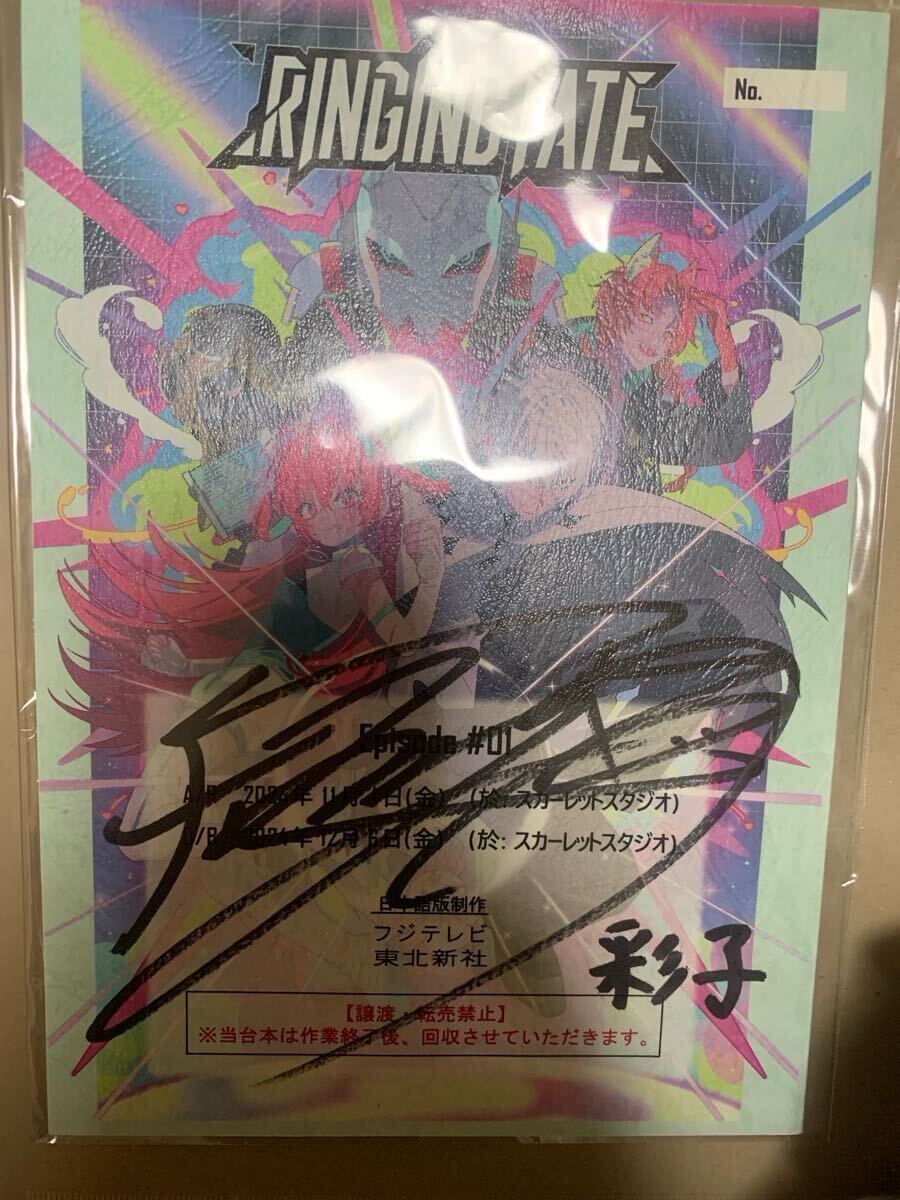 RINGING FATE
No.
Episode #01
A/R 2024年 11月 1日(金) (於: スカーレットスタジオ)
D/B 2024年 12月 6日(金) (於: スカーレットスタジオ)
日本語版制作
フジテレビ
東北新社
彩子
【譲渡・転売禁止】
※当台本は作業終了後、回収させていただきます。